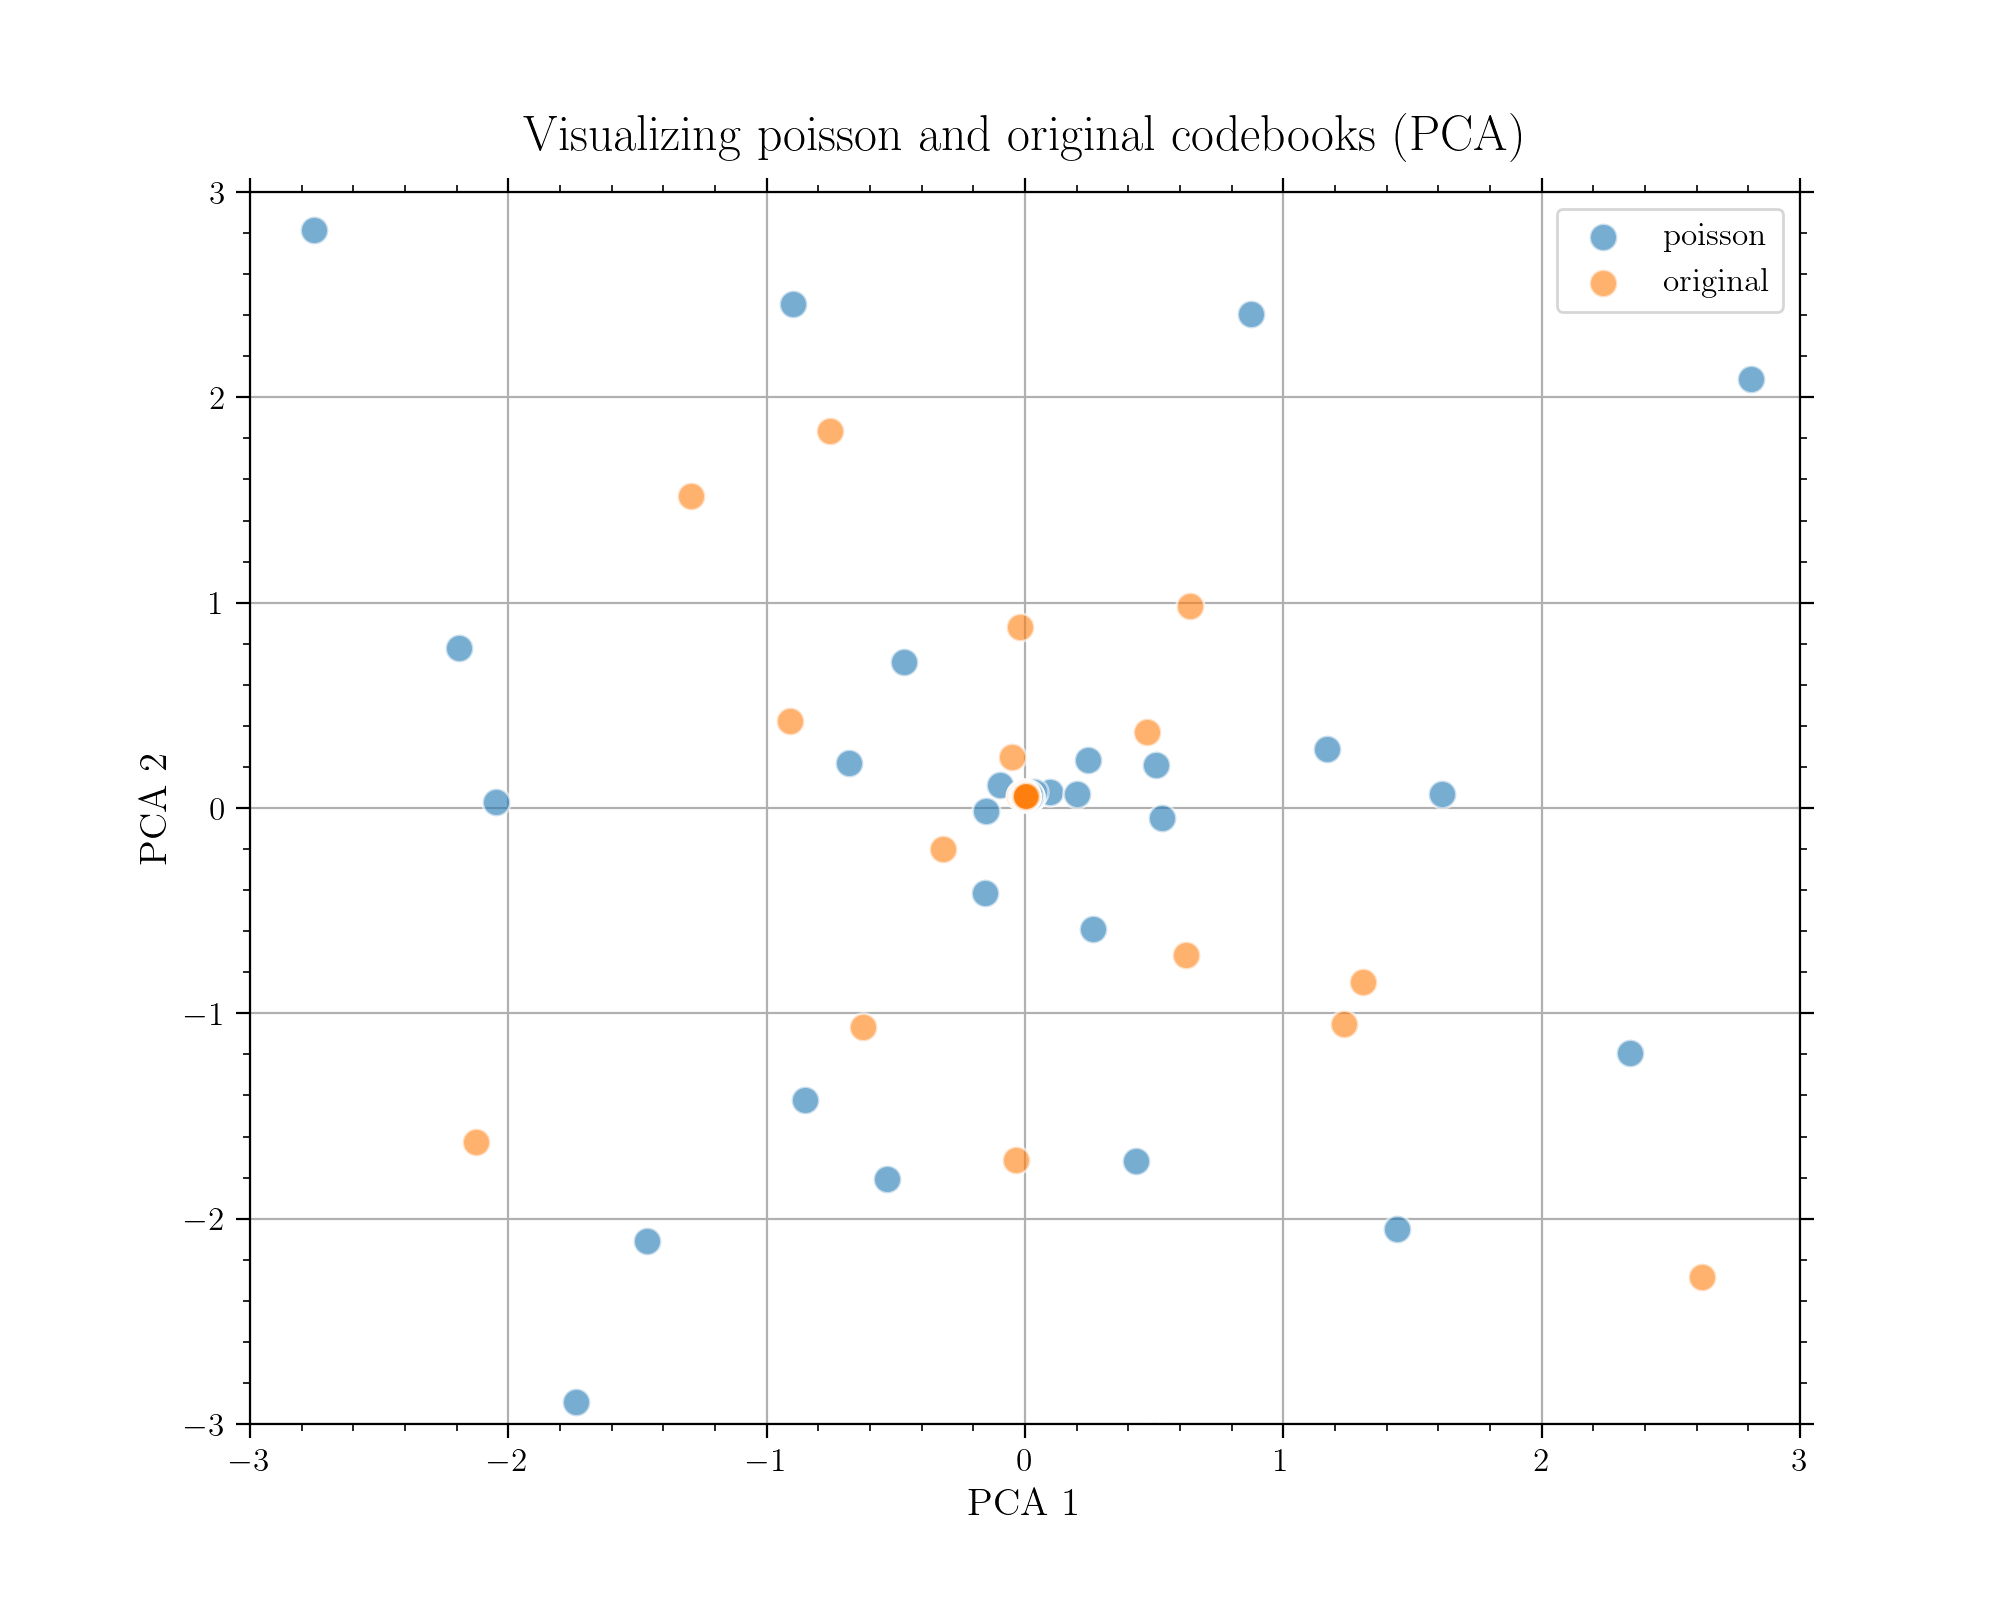 Visualizing poisson and original codebooks (PCA)
poisson
original
3
2
1
0
−1
−2
−3
PCA 2
−3
−2
−1
0
1
2
3
PCA 1